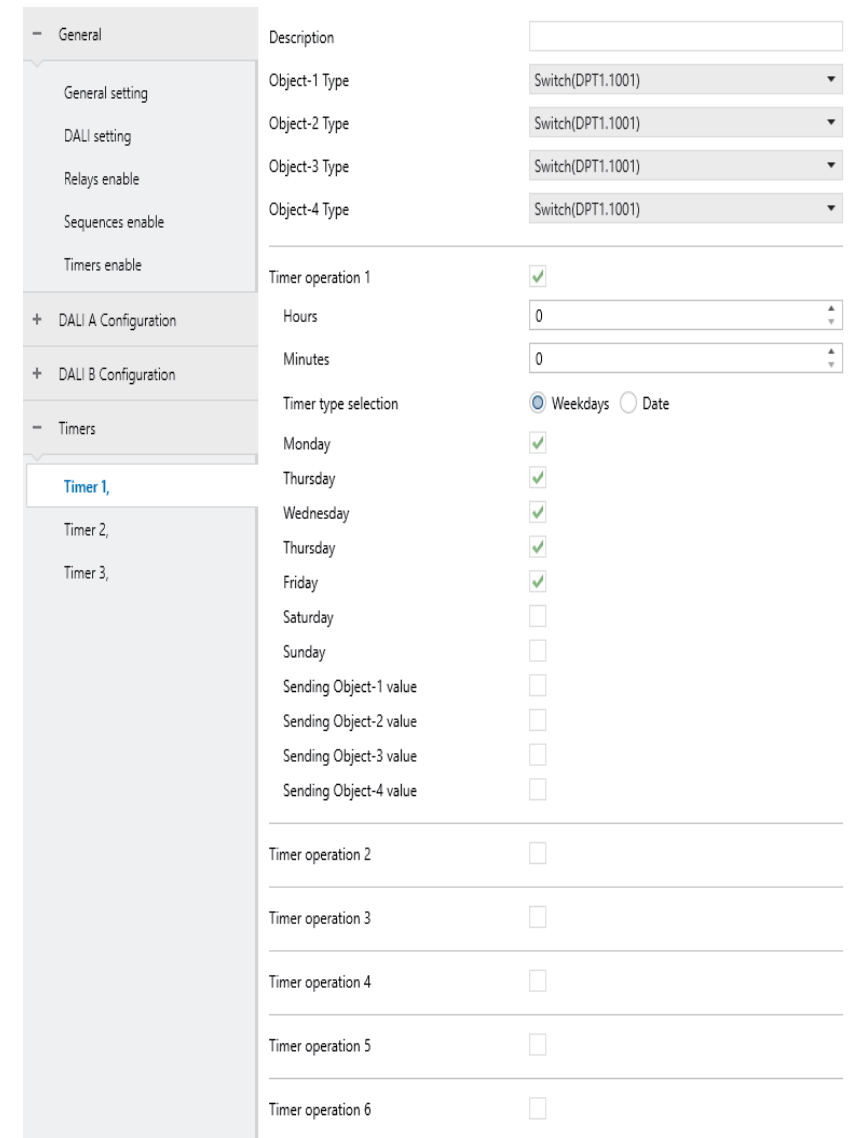 General
General setting
DALI setting
Relays enable
Sequences enable
Timers enable
DALI A Configuration
DALI B Configuration
Timers
Timer 1,
Timer 2,
Timer 3,
Description
Object-1 Type Switch(DPT1.1001)
Object-2 Type Switch(DPT1.1001)
Object-3 Type Switch(DPT1.1001)
Object-4 Type Switch(DPT1.1001)
Timer operation 1
Hours 0
Minutes 0
Timer type selection Weekdays Date
Monday
Thursday
Wednesday
Thursday
Friday
Saturday
Sunday
Sending Object-1 value
Sending Object-2 value
Sending Object-3 value
Sending Object-4 value
Timer operation 2
Timer operation 3
Timer operation 4
Timer operation 5
Timer operation 6